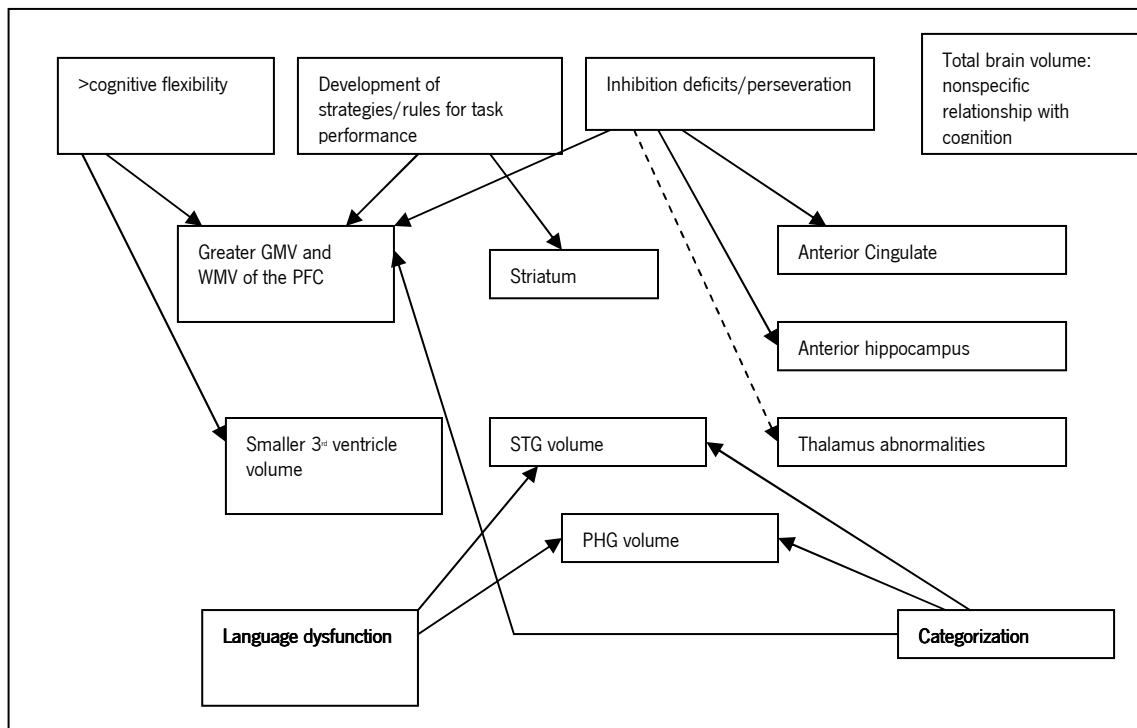 >cognitive flexibility
Development of
strategies/rules for task
performance
Inhibition deficits/perseveration
Total brain volume:
nonspecific
relationship with
cognition
Greater GMV and
WMV of the PFC
Striatum
Anterior Cingulate
Anterior hippocampus
Smaller 3rd ventricle
volume
STG volume
Thalamus abnormalities
PHG volume
Language dysfunction
Categorization